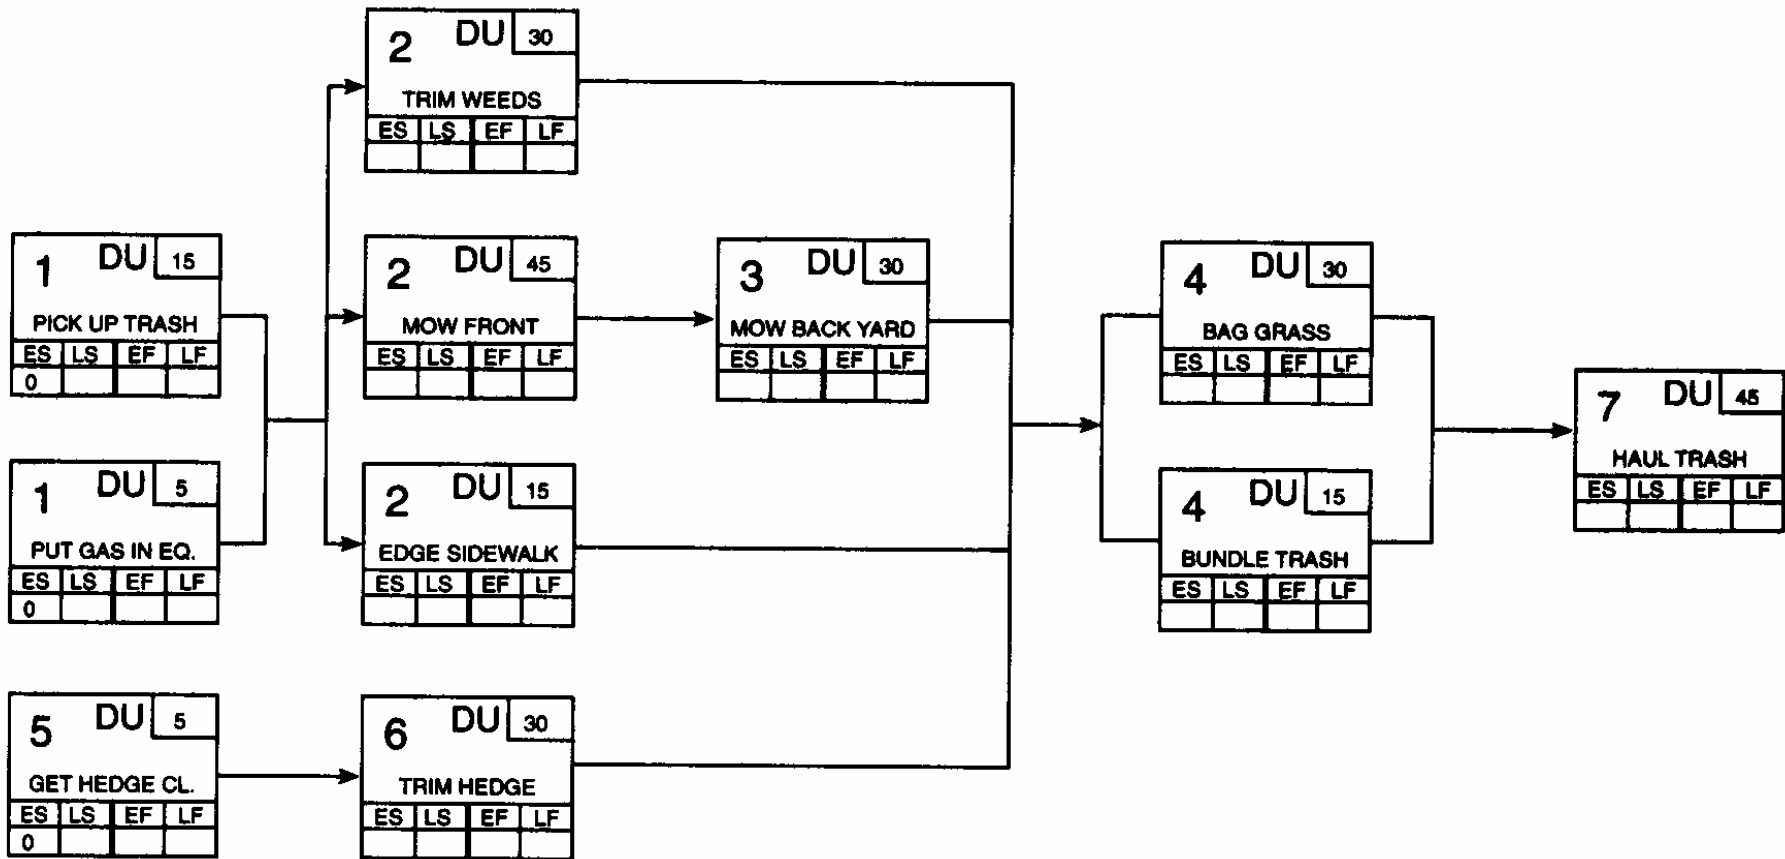 2 DU 30
TRIM WEEDS
ES LS EF LF
1 DU 15
PICK UP TRASH
ES LS EF LF
0
2 DU 45
MOW FRONT
ES LS EF LF
3 DU 30
MOW BACK YARD
ES LS EF LF
4 DU 30
BAG GRASS
ES LS EF LF
7 DU 45
HAUL TRASH
ES LS EF LF
1 DU 5
PUT GAS IN EQ.
ES LS EF LF
0
2 DU 15
EDGE SIDEWALK
ES LS EF LF
4 DU 15
BUNDLE TRASH
ES LS EF LF
5 DU 5
GET HEDGE CL.
ES LS EF LF
0
6 DU 30
TRIM HEDGE
ES LS EF LF